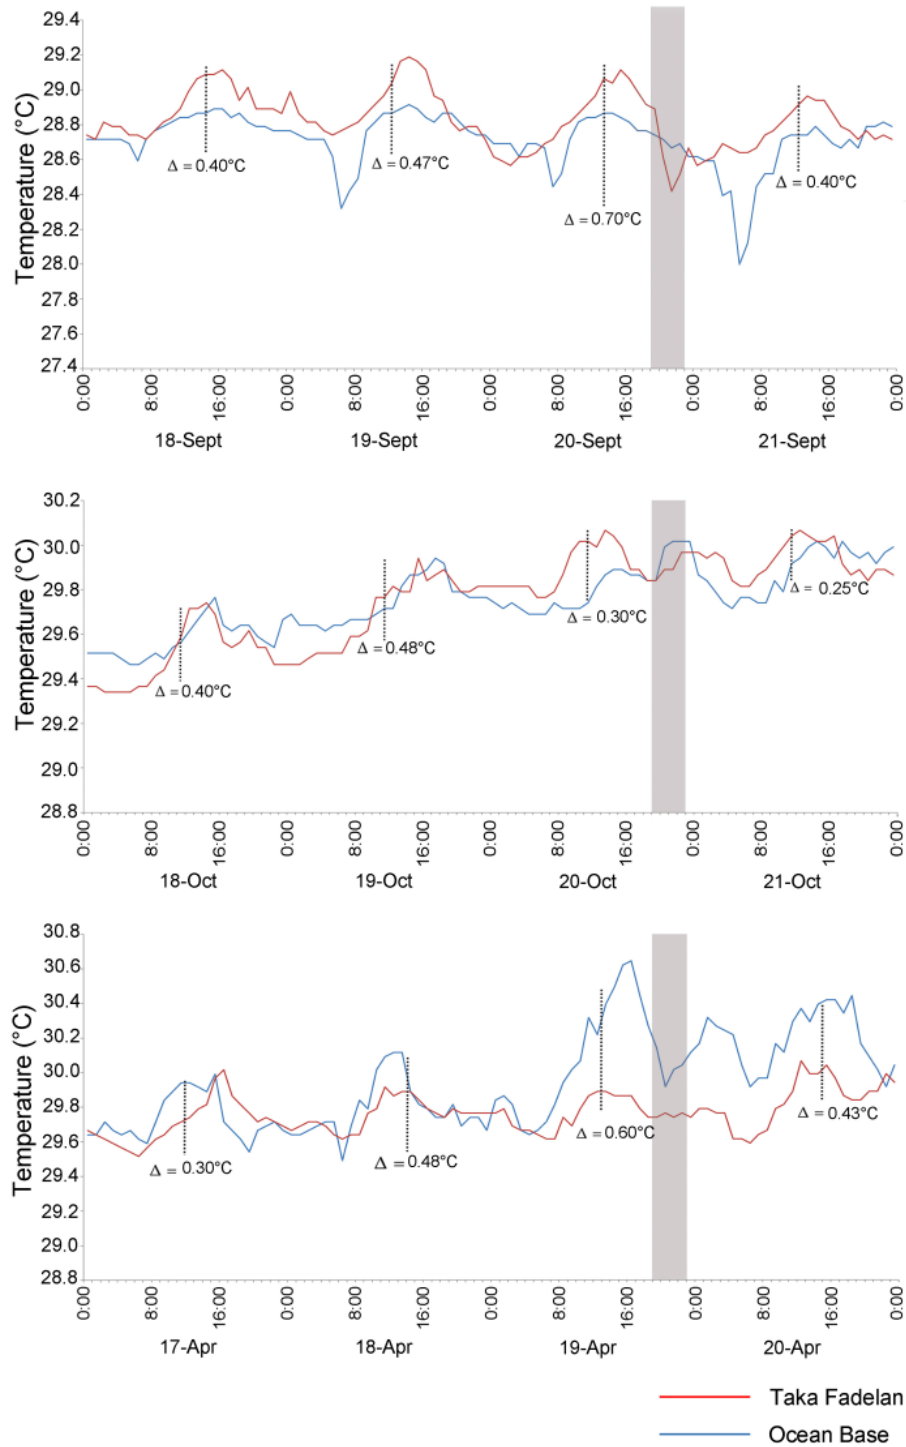 29.4
29.2
29.0
28.8
28.6
28.4
28.2
28.0
27.8
27.6
27.4
Temperature (°C)
Δ = 0.40°C
Δ = 0.47°C
Δ = 0.70°C
Δ = 0.40°C
0:00 8:00 16:00 0:00 8:00 16:00 0:00 8:00 16:00 0:00 8:00 16:00 0:00
18-Sept 19-Sept 20-Sept 21-Sept
30.2
30.0
29.8
29.6
29.4
29.2
29.0
28.8
Temperature (°C)
Δ = 0.40°C
Δ = 0.48°C
Δ = 0.30°C
Δ = 0.25°C
0:00 8:00 16:00 0:00 8:00 16:00 0:00 8:00 16:00 0:00 8:00 16:00 0:00
18-Oct 19-Oct 20-Oct 21-Oct
30.8
30.6
30.4
30.2
30.0
29.8
29.6
29.4
29.2
29.0
28.8
Temperature (°C)
Δ = 0.30°C
Δ = 0.48°C
Δ = 0.60°C
Δ = 0.43°C
0:00 8:00 16:00 0:00 8:00 16:00 0:00 8:00 16:00 0:00 8:00 16:00 0:00
17-Apr 18-Apr 19-Apr 20-Apr
Taka Fadelan
Ocean Base